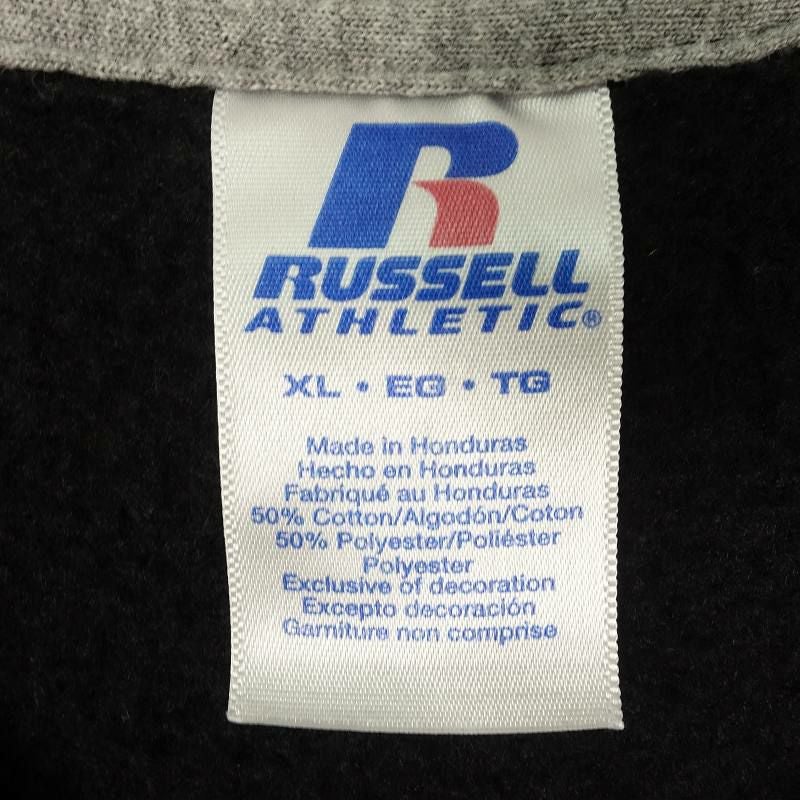 R
RUSSELL
ATHLETIC®
XL • EG • TG
Made in Honduras
Hecho en Honduras
Fabriqué au Honduras
50% Cotton/Algodón/Coton
50% Polyester/Poliéster
Polyester
Exclusive of decoration
Excepto decoración
Garniture non comprise